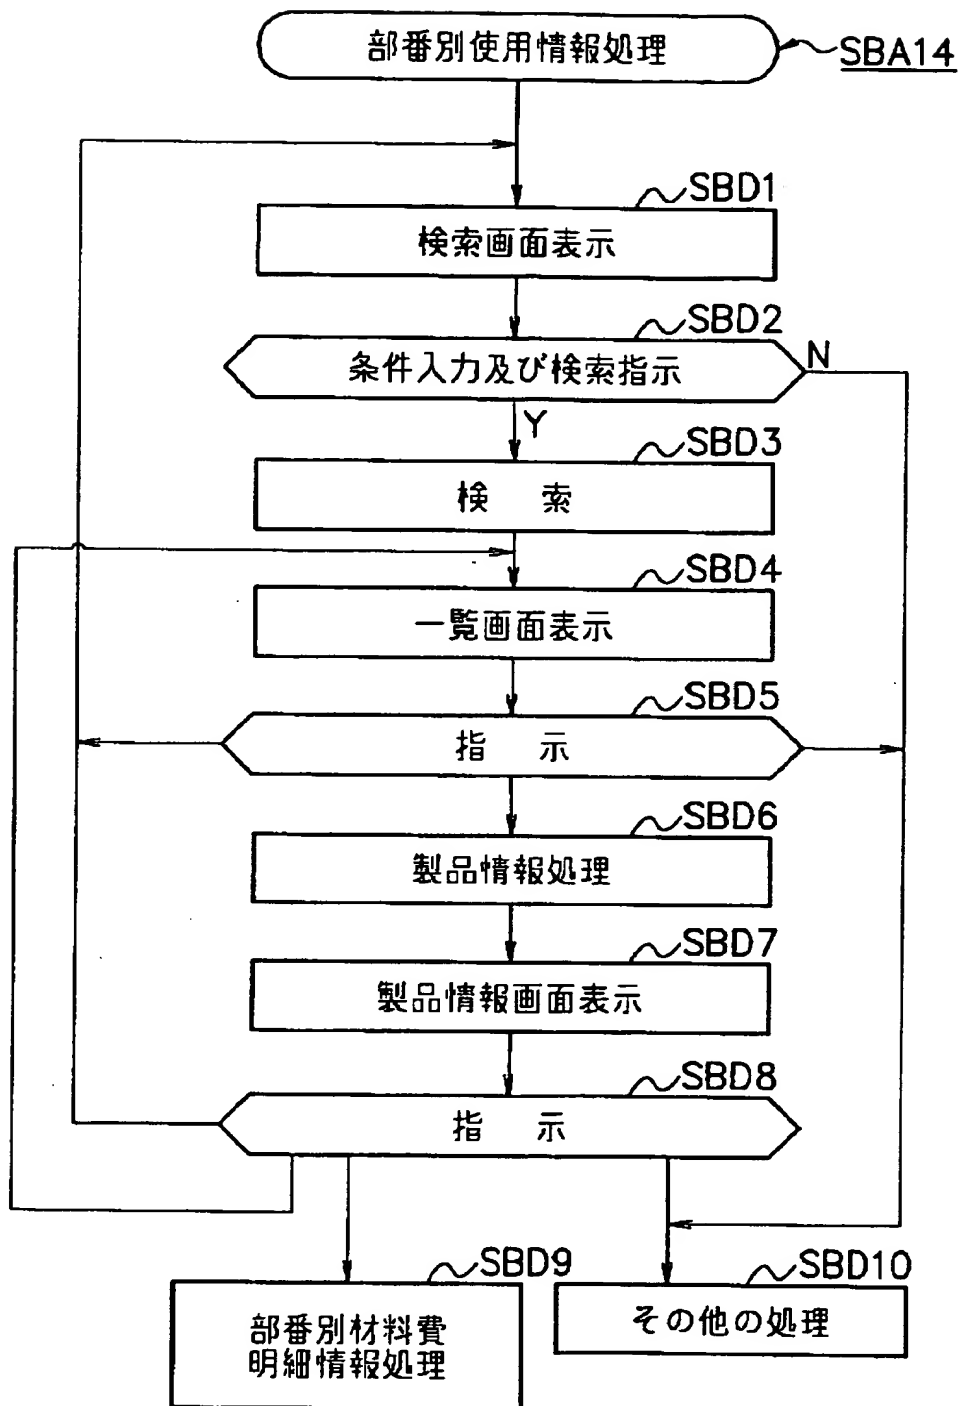 部番別使用情報処理
SBA14
SBD1
検索画面表示
SBD2
条件入力及び検索指示
N
Y
SBD3
検 索
SBD4
一覧画面表示
SBD5
指 示
SBD6
製品情報処理
SBD7
製品情報画面表示
SBD8
指 示
SBD9
部番別材料費
明細情報処理
SBD10
その他の処理